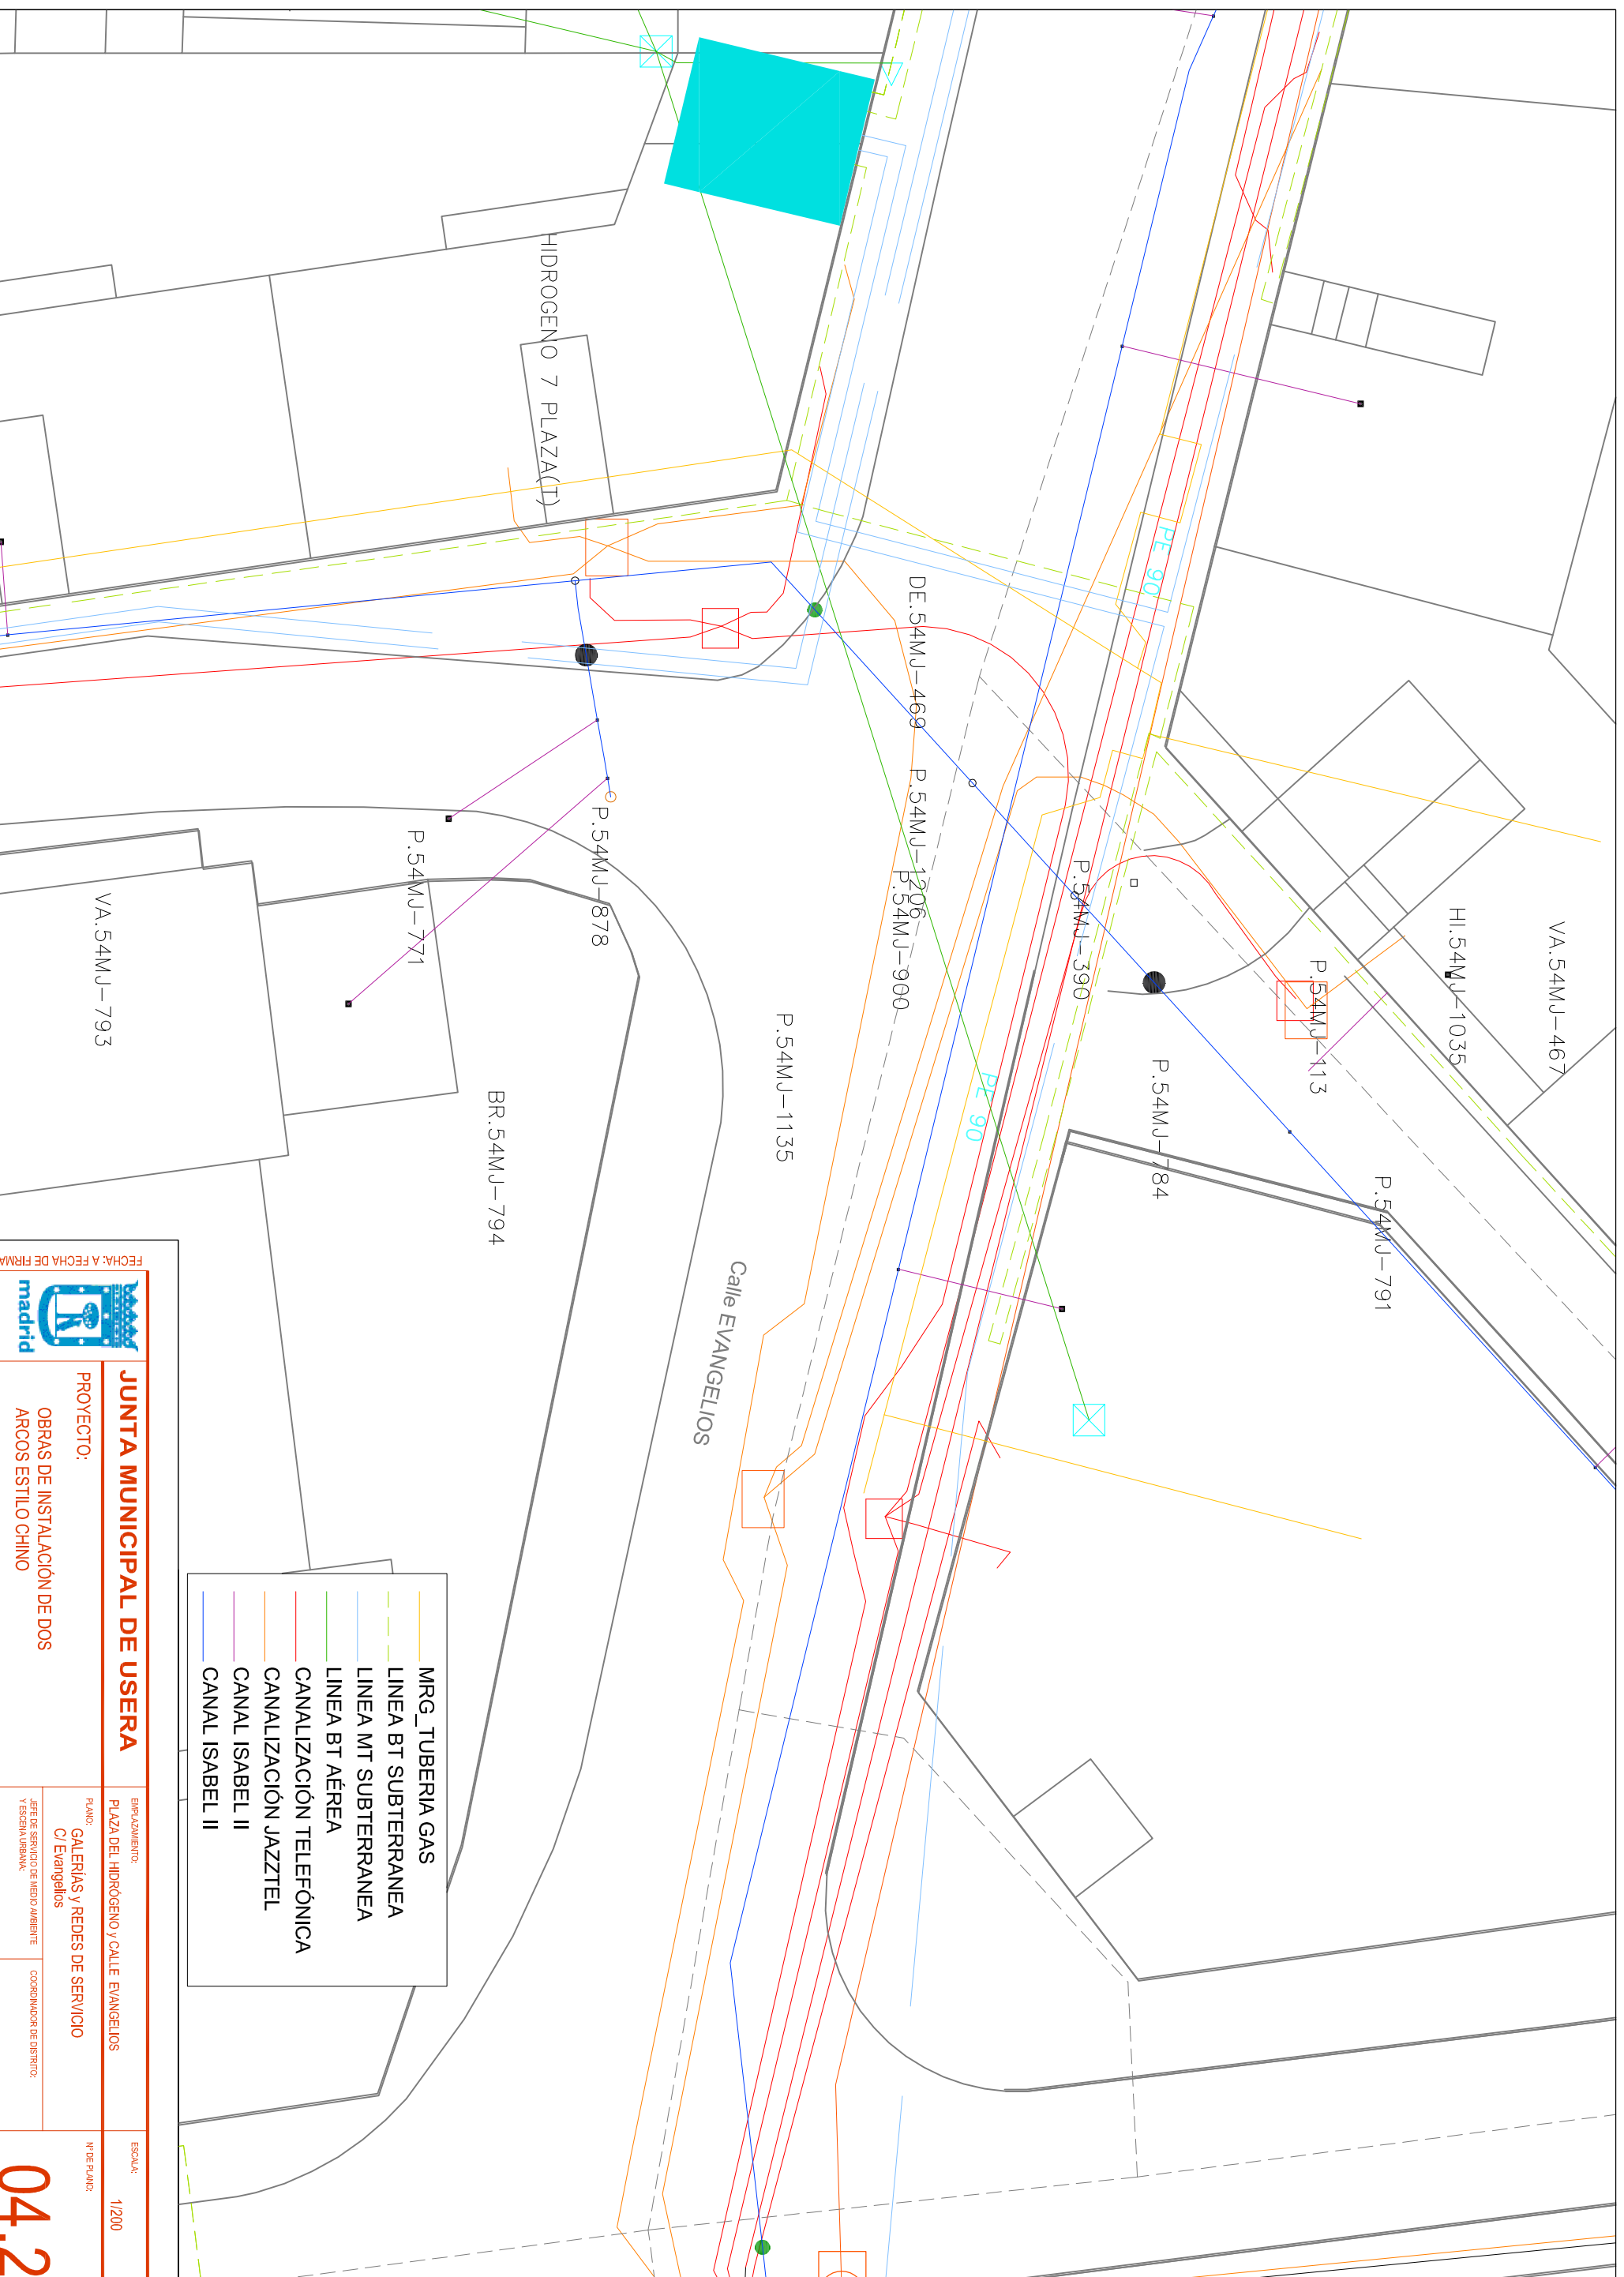 HIDROGENO 7 PLAZA(T)
PE 90
DE.54MJ-469
P.54MJ-1206
P.54MJ-900
P.54MJ-390
P.54MJ-113
HI.54MJ-1035
VA.54MJ-467
P.54MJ-878
P.54MJ-771
VA.54MJ-793
P.54MJ-1135
P.54MJ-784
P.54MJ-791
PE 90
BR.54MJ-794
Calle EVANGELIOS
MRG_TUBERIA GAS
LINEA BT SUBTERRANEA
LINEA MT SUBTERRANEA
LINEA BT AÉREA
CANALIZACIÓN TELEFÓNICA
CANALIZACIÓN JAZZTEL
CANAL ISABEL II
CANAL ISABEL II
FECHA: A FECHA DE FIRMA
madrid
JUNTA MUNICIPAL DE USERA
PROYECTO:
OBRAS DE INSTALACIÓN DE DOS
ARCOS ESTILO CHINO
EMPLAZAMIENTO:
PLAZA DEL HIDRÓGENO y CALLE EVANGELIOS
PLANO:
GALERÍAS y REDES DE SERVICIO
C/ Evangelios
JEFE DE SERVICIO DE MEDIO AMBIENTE
Y ESCENA URBANA:
COORDINADOR DE DISTRITO:
ESCALA:
1/200
Nº DE PLANO:
04.2